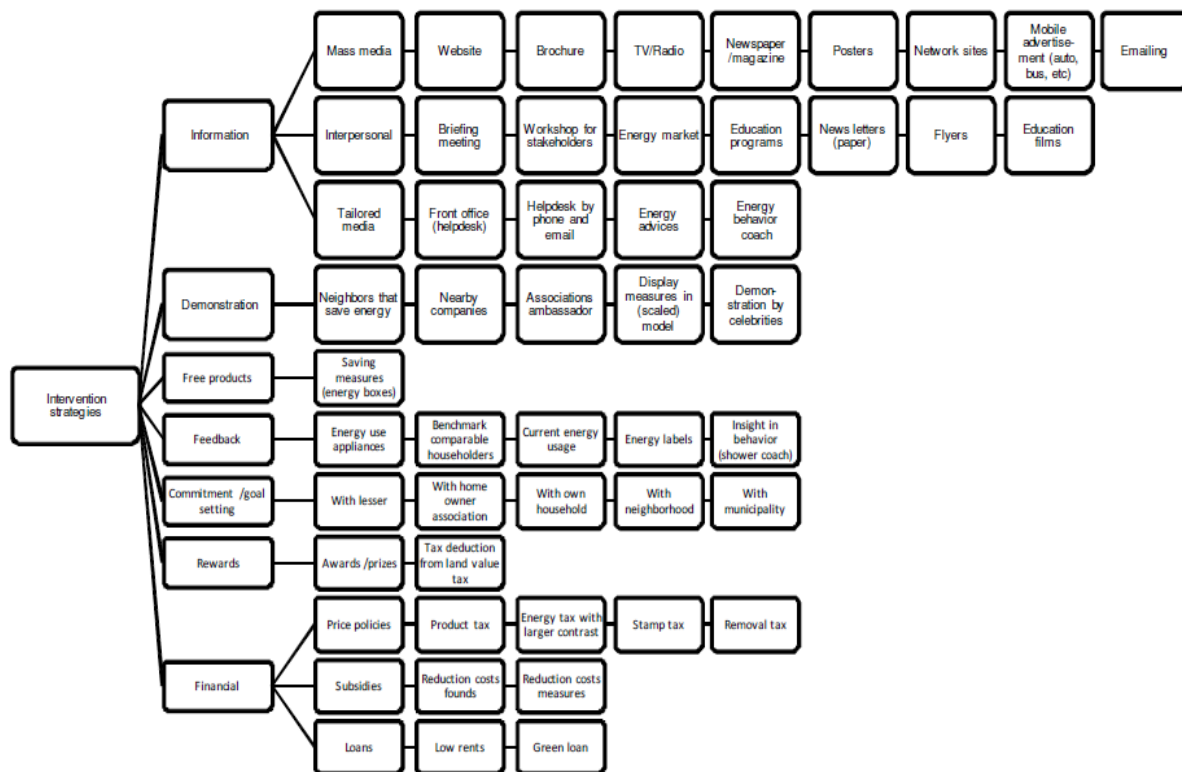 Mass media
Website
Brochure
TV/Radio
Newspaper
/magazine
Posters
Network sites
Mobile
advertise-
ment (auto,
bus, etc)
Emailing
Information
Interpersonal
Briefing
meeting
Workshop for
stakeholders
Energy market
Education
programs
News letters
(paper)
Flyers
Education
films
Tailored
media
Front office
(helpdesk)
Helpdesk by
phone and
email
Energy
advices
Energy
behavior
coach
Demonstration
Neighbors that
save energy
Nearby
companies
Associations
ambassador
Display
measures in
(scaled)
model
Demon-
stration by
celebrities
Intervention
strategies
Free products
Saving
measures
(energy boxes)
Feedback
Energy use
appliances
Benchmark
comparable
householders
Current energy
usage
Energy labels
Insight in
behavior
(shower coach)
Commitment /goal
setting
With lesser
With home
owner
association
With own
household
With
neighborhood
With
municipality
Rewards
Awards /prizes
Tax deduction
from land value
tax
Price policies
Product tax
Energy tax with
larger contrast
Stamp tax
Removal tax
Financial
Subsidies
Reduction costs
founds
Reduction costs
measures
Loans
Low rents
Green loan